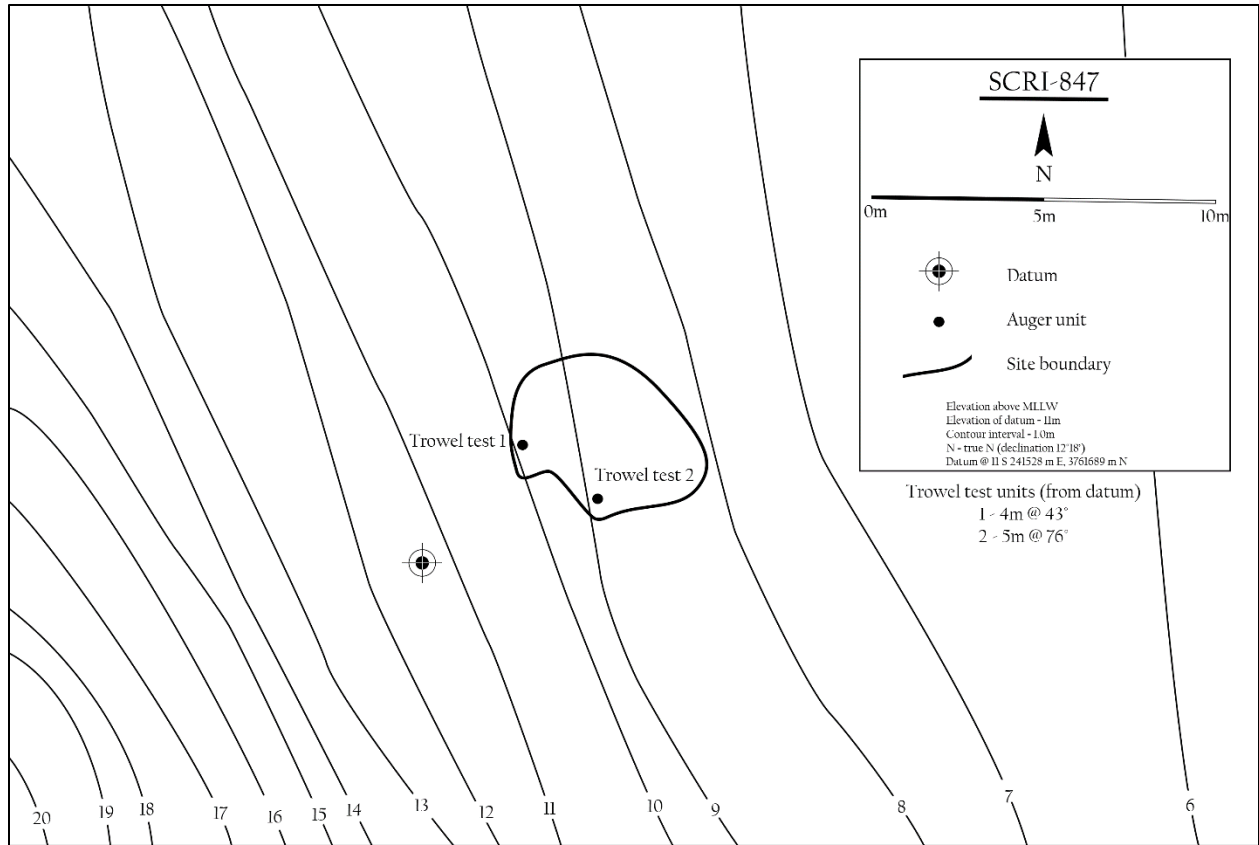 SCRI-847
N
0m 5m 10m
Datum
Auger unit
Site boundary
Elevation above MLLW
Elevation of datum - 11m
Contour interval - 1.0m
N - true N (declination 12°18')
Datum @ 11 S 241528 m E, 3761689 m N
Trowel test 1
Trowel test 2
Trowel test units (from datum)
1 - 4m @ 43°
2 - 5m @ 76°
20 19 18 17 16 15 14 13 12 11 10 9 8 7 6